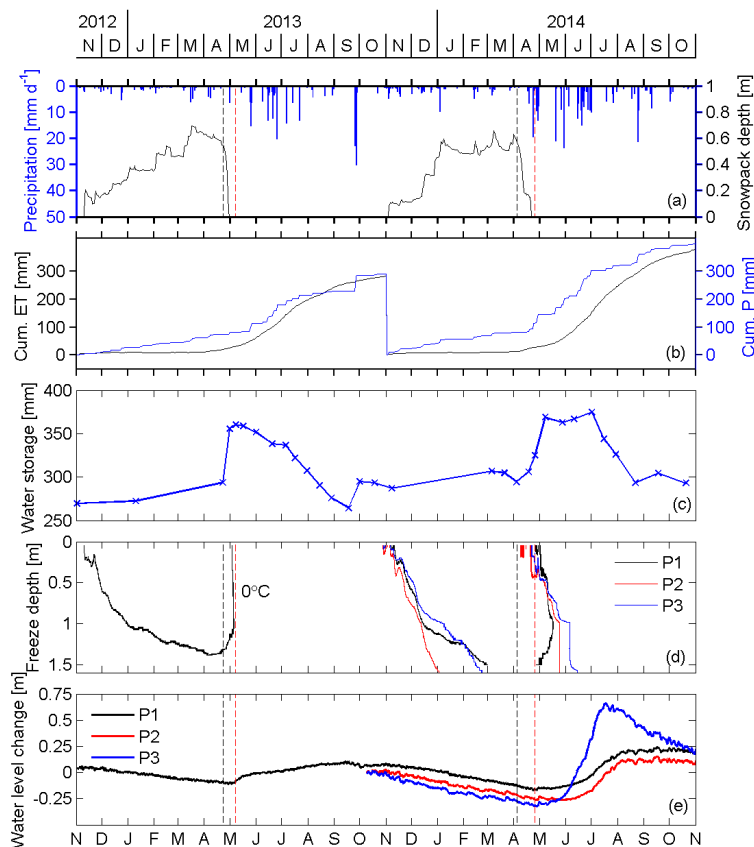 2012 2013 2014
N D J F M A M J J A S O N D J F M A M J J A S O
Precipitation [mm d-1]
0
10
20
30
40
50
1
0.8
0.6
0.4
0.2
0
Snowpack depth [m]
(a)
Cum. ET [mm]
300
200
100
0
300
200
100
0
Cum. P [mm]
(b)
Water storage [mm]
400
350
300
250
(c)
Freeze depth [m]
0
0.5
1
1.5
0°C
P1
P2
P3
(d)
Water level change [m]
0.75
0.5
0.25
0
-0.25
P1
P2
P3
(e)
N D J F M A M J J A S O N D J F M A M J J A S O N